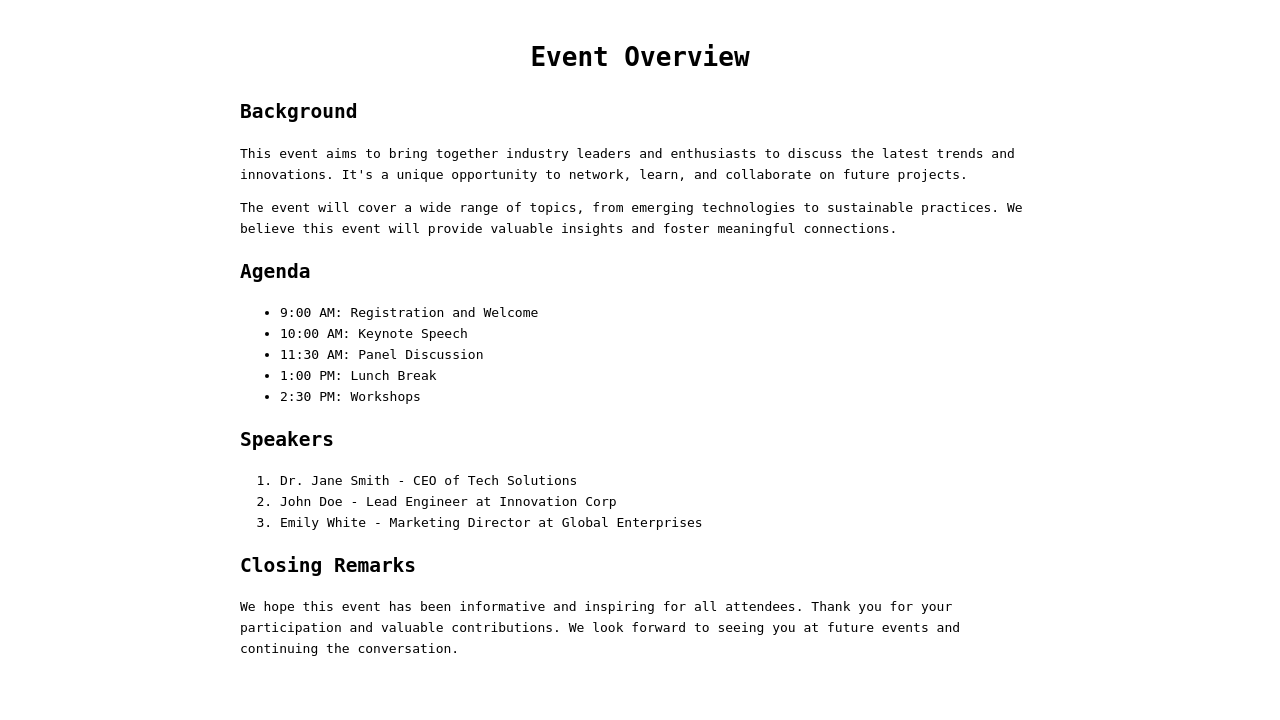 Event Overview
Background
This event aims to bring together industry leaders and enthusiasts to discuss the latest trends and
innovations. It's a unique opportunity to network, learn, and collaborate on future projects.
The event will cover a wide range of topics, from emerging technologies to sustainable practices. We
believe this event will provide valuable insights and foster meaningful connections.
Agenda
• 9:00 AM: Registration and Welcome
• 10:00 AM: Keynote Speech
• 11:30 AM: Panel Discussion
• 1:00 PM: Lunch Break
• 2:30 PM: Workshops
Speakers
1. Dr. Jane Smith - CEO of Tech Solutions
2. John Doe - Lead Engineer at Innovation Corp
3. Emily White - Marketing Director at Global Enterprises
Closing Remarks
We hope this event has been informative and inspiring for all attendees. Thank you for your
participation and valuable contributions. We look forward to seeing you at future events and
continuing the conversation.